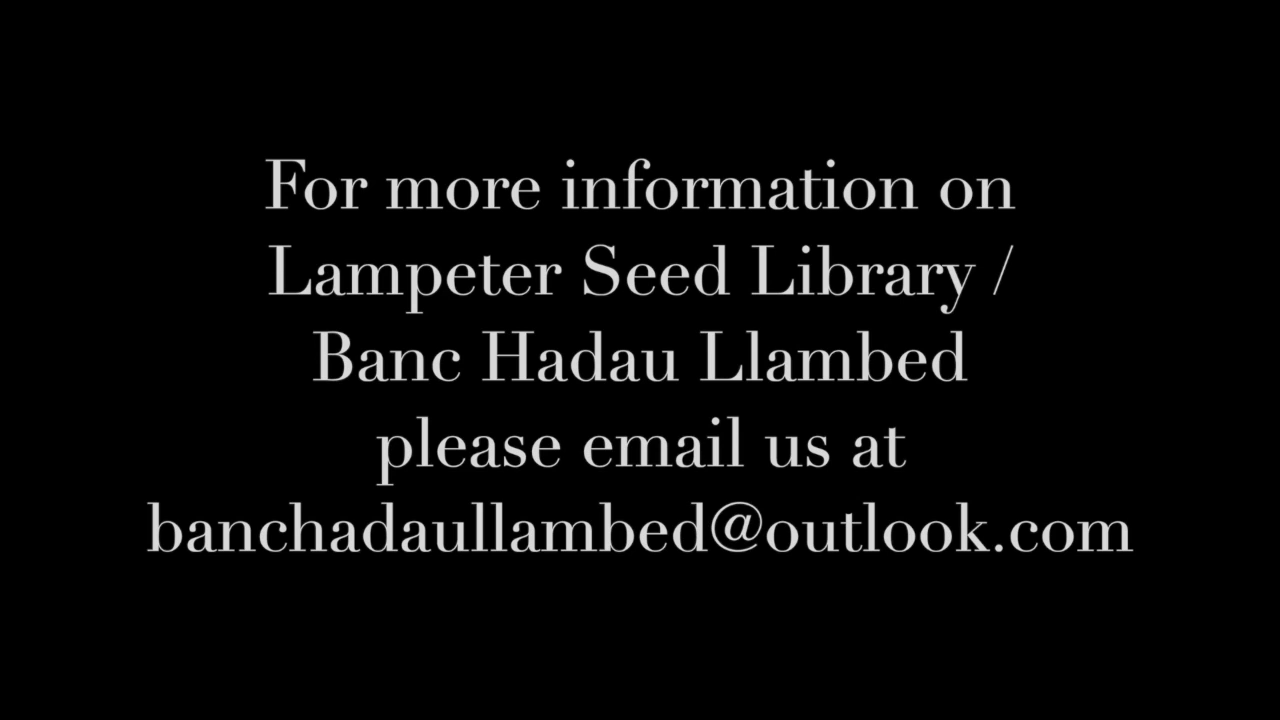 For more information on
Lampeter Seed Library /
Banc Hadau Llambed
please email us at
banchadaullambed@outlook.com